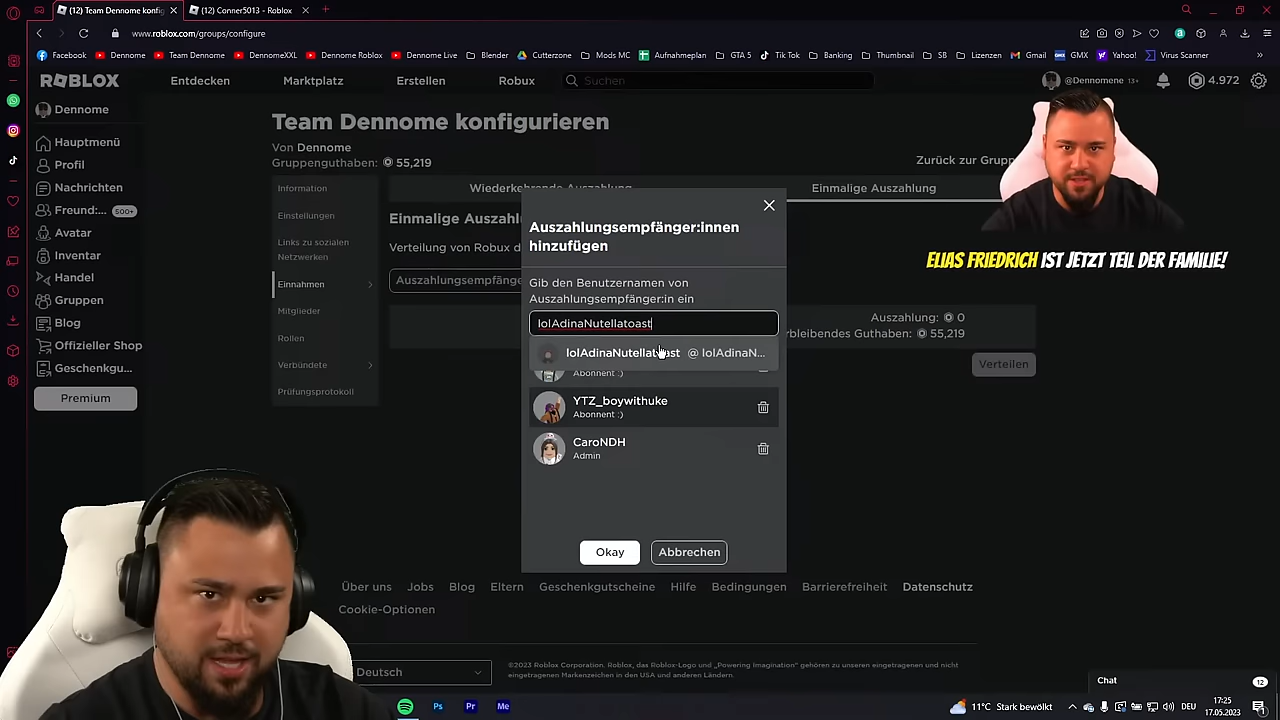 (12) Team Dennome konfig
(12) Conner5013 - Roblox
www.roblox.com/groups/configure
Facebook
Youtube
Dennome
DennomeXXL
Dennome Roblox
Dennome Live
Blender
Cutterzone
Mods MC
Aufnahmeplan
GTA 5
Tik Tok
Banking
Thumbnail
SB
Lizenzen
Gmail
GMX
Yahoo!
Virus Scanner
ROBLOX
Entdecken
Marktplatz
Erstellen
Robux
Suchen
@Dennomene 13+
4.972
Dennome
Hauptmenü
Profil
Nachrichten
Freund:... 500+
Avatar
Inventar
Handel
Gruppen
Blog
Offizieller Shop
Geschenkgu...
Premium
Team Dennome konfigurieren
Von Dennome
Gruppenguthaben: 55,219
Zurück zur Grupp
Information
Einstellungen
Links zu sozialen
Netzwerken
Einnahmen
Mitglieder
Rollen
Verbündete
Prüfungsprotokoll
Wiederkehrende Auszahlung
Einmalige Auszahlung
Einmalige Auszahl
Verteilung von Robux d
Auszahlungsempfänge
Auszahlung: 0
rbleibendes Guthaben: 55,219
Verteilen
Auszahlungsempfänger:innen
hinzufügen
Gib den Benutzernamen von
Auszahlungsempfänger:in ein
lolAdinaNutellatoast
lolAdinaNutellatoast @ lolAdinaN...
Abonnent :)
YTZ_boywithuke
Abonnent :)
CaroNDH
Admin
Okay
Abbrechen
ELIAS FRIEDRICH IST JETZT TEIL DER FAMILIE!
Über uns
Jobs
Blog
Eltern
Geschenkgutscheine
Hilfe
Bedingungen
Barrierefreiheit
Datenschutz
Cookie-Optionen
Deutsch
©2023 Roblox Corporation. Roblox, das Roblox-Logo und „Powering Imagination" gehören zu unseren eingetragenen und nicht
eingetragenen Markenzeichen in den USA und anderen Ländern.
Chat
12
Ps
Pr
Me
11°C Stark bewölkt
DEU
17:25
17.05.2023
12